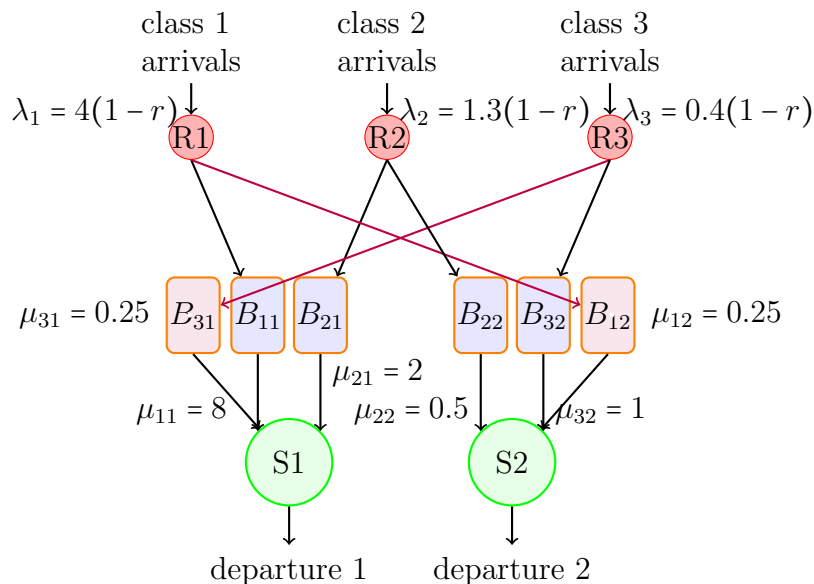 class 1
arrivals
class 2
arrivals
class 3
arrivals
λ₁ = 4(1 − r)
λ₂ = 1.3(1 − r)
λ₃ = 0.4(1 − r)
R1
R2
R3
μ₃₁ = 0.25
B₃₁
B₁₁
B₂₁
B₂₂
B₃₂
B₁₂
μ₁₂ = 0.25
μ₂₁ = 2
μ₁₁ = 8
μ₂₂ = 0.5
μ₃₂ = 1
S1
S2
departure 1
departure 2